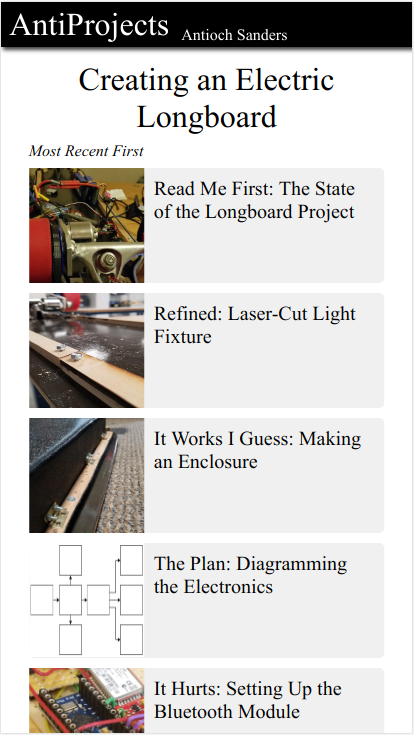 AntiProjects Antioch Sanders
Creating an Electric
Longboard
Most Recent First
Read Me First: The State
of the Longboard Project
Refined: Laser-Cut Light
Fixture
It Works I Guess: Making
an Enclosure
The Plan: Diagramming
the Electronics
It Hurts: Setting Up the
Bluetooth Module